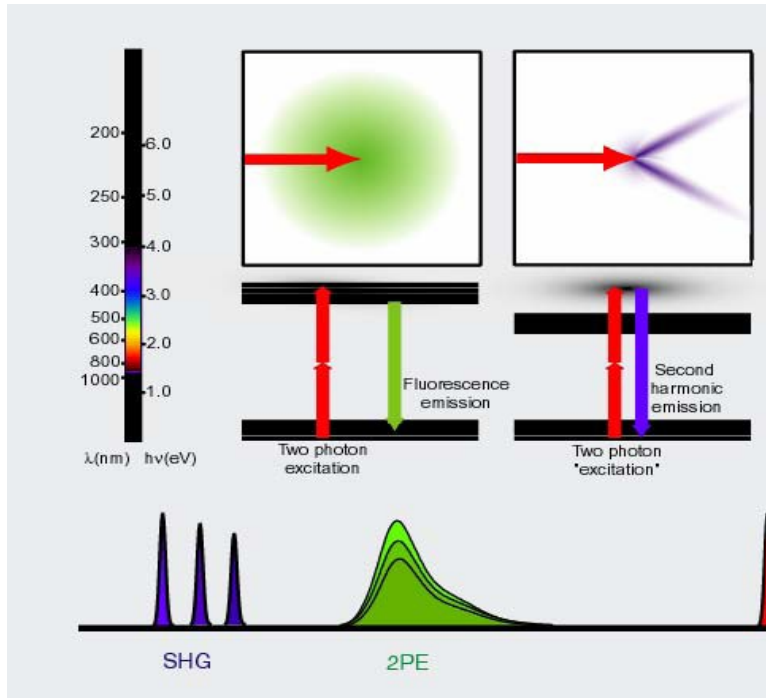 200
250
300
400
500
600
800
1000
6.0
5.0
4.0
3.0
2.0
1.0
λ(nm) hν(eV)
Fluorescence
emission
Two photon
excitation
Second
harmonic
emission
Two photon
"excitation"
SHG
2PE